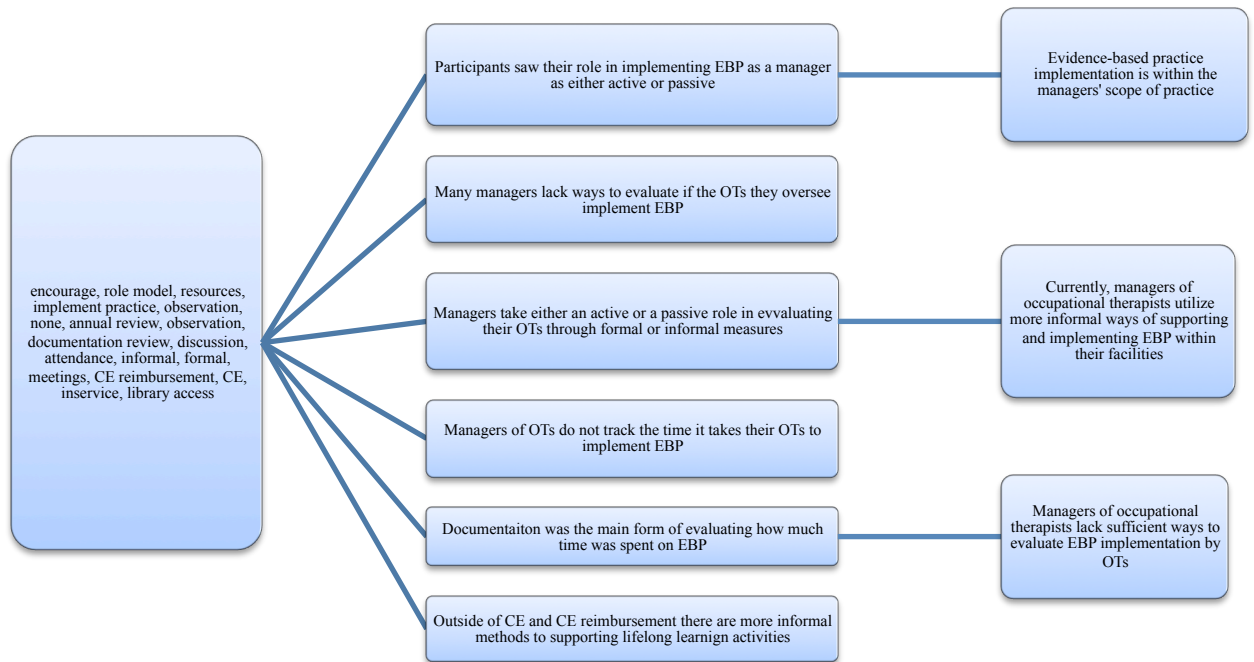 encourage, role model, resources,
implement practice, observation,
none, annual review, observation,
documentation review, discussion,
attendance, informal, formal,
meetings, CE reimbursement, CE,
inservice, library access
Participants saw their role in implementing EBP as a manager
as either active or passive
Many managers lack ways to evaluate if the OTs they oversee
implement EBP
Managers take either an active or a passive role in evvaluating
their OTs through formal or informal measures
Managers of OTs do not track the time it takes their OTs to
implement EBP
Documentaiton was the main form of evaluating how much
time was spent on EBP
Outside of CE and CE reimbursement there are more informal
methods to supporting lifelong learnign activities
Evidence-based practice
implementation is within the
managers' scope of practice
Currently, managers of
occupational therapists utilize
more informal ways of supporting
and implementing EBP within
their facilities
Managers of occupational
therapists lack sufficient ways to
evaluate EBP implementation by
OTs